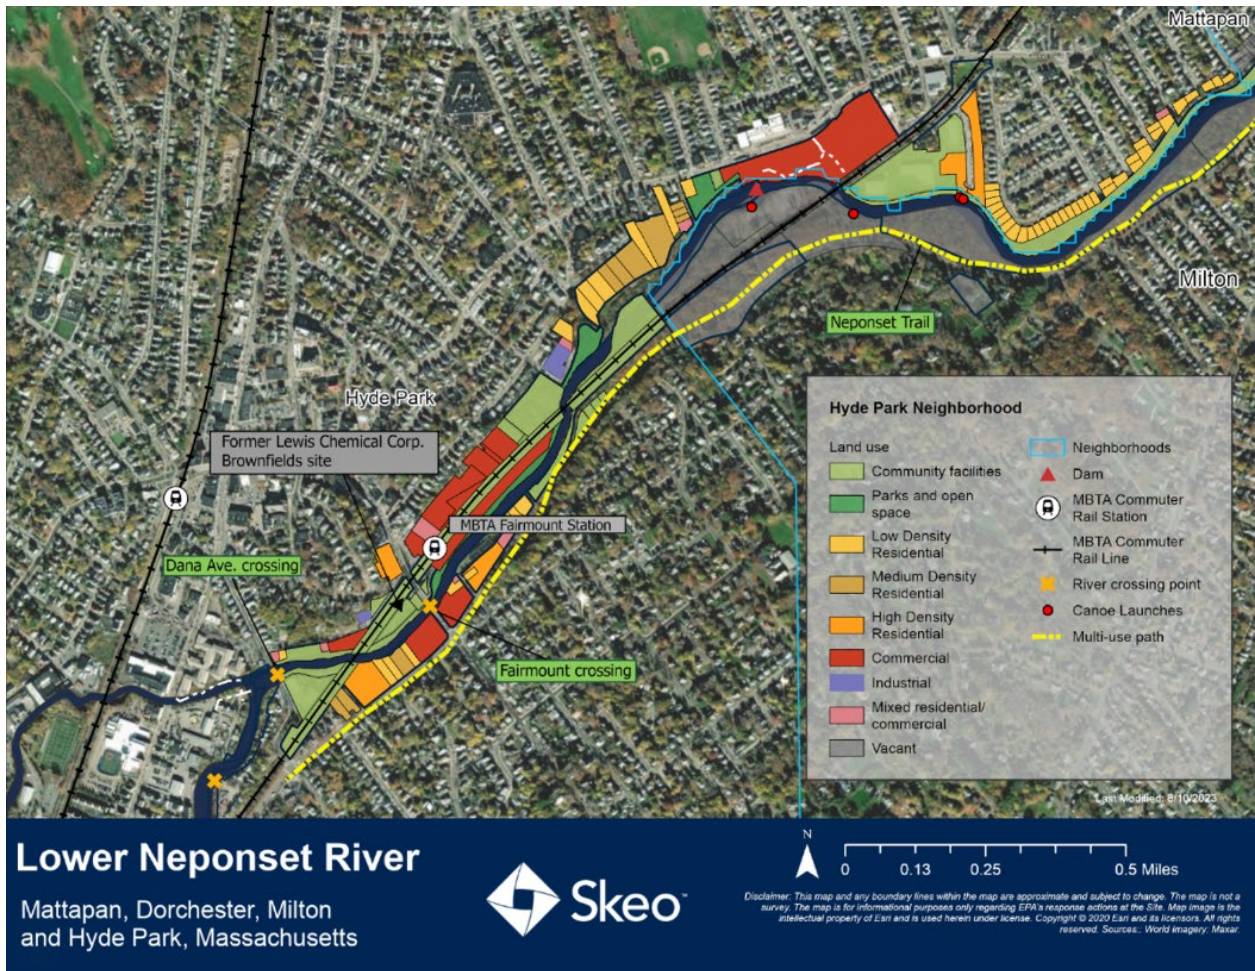 Mattapan
Milton
Neponset Trail
Hyde Park
Former Lewis Chemical Corp.
Brownfields site
MBTA Fairmount Station
Dana Ave. crossing
Fairmount crossing
Hyde Park Neighborhood
Land use
Community facilities
Parks and open
space
Low Density
Residential
Medium Density
Residential
High Density
Residential
Commercial
Industrial
Mixed residential/
commercial
Vacant
Neighborhoods
Dam
MBTA Commuter
Rail Station
MBTA Commuter
Rail Line
River crossing point
Canoe Launches
Multi-use path
Last Modified: 8/10/2023
Lower Neponset River
Mattapan, Dorchester, Milton
and Hyde Park, Massachusetts
Skeo™
N
0 0.13 0.25 0.5 Miles
Disclaimer: This map and any boundary lines within the map are approximate and subject to change. The map is not a
survey. The map is for informational purposes only regarding EPA's response actions at the Site. Map image is the
intellectual property of Esri and is used herein under license. Copyright © 2020 Esri and its licensors. All rights
reserved. Sources:. World Imagery: Maxar.